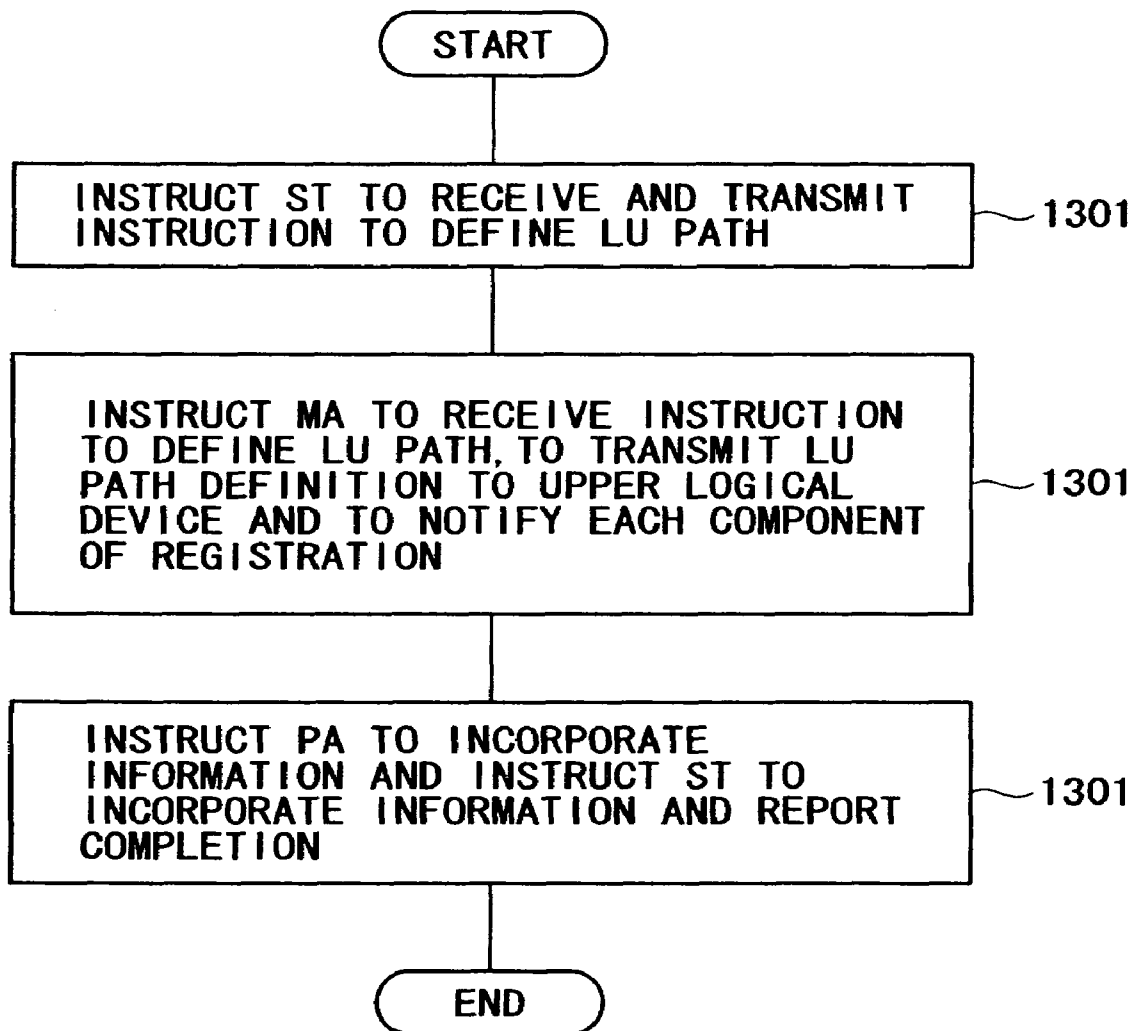 START
INSTRUCT ST TO RECEIVE AND TRANSMIT
INSTRUCTION TO DEFINE LU PATH
1301
INSTRUCT MA TO RECEIVE INSTRUCTION
TO DEFINE LU PATH, TO TRANSMIT LU
PATH DEFINITION TO UPPER LOGICAL
DEVICE AND TO NOTIFY EACH COMPONENT
OF REGISTRATION
1301
INSTRUCT PA TO INCORPORATE
INFORMATION AND INSTRUCT ST TO
INCORPORATE INFORMATION AND REPORT
COMPLETION
1301
END